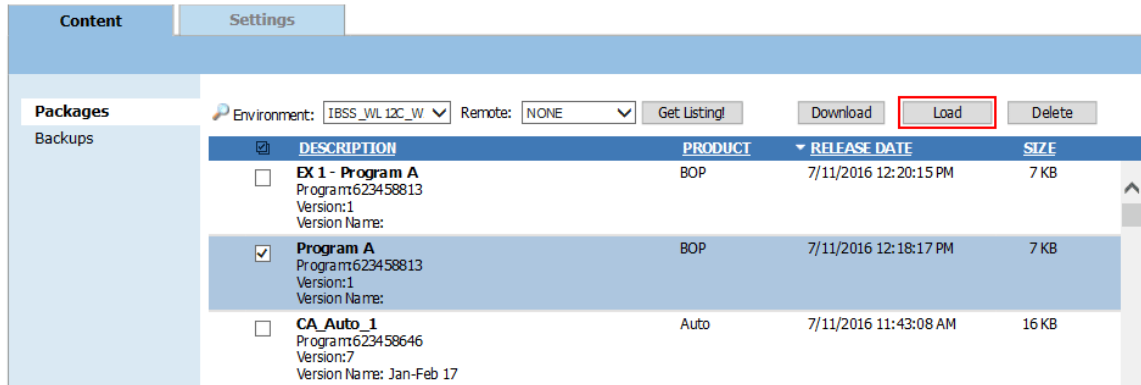 Content Settings
Packages
Backups
Environment: IBSS_WL 12C_W Remote: NONE Get Listing! Download Load Delete
DESCRIPTION PRODUCT RELEASE DATE SIZE
EX 1 - Program A BOP 7/11/2016 12:20:15 PM 7 KB
Program:623458813
Version:1
Version Name:
Program A BOP 7/11/2016 12:18:17 PM 7 KB
Program:623458813
Version:1
Version Name:
CA_Auto_1 Auto 7/11/2016 11:43:08 AM 16 KB
Program:623458646
Version:7
Version Name: Jan-Feb 17